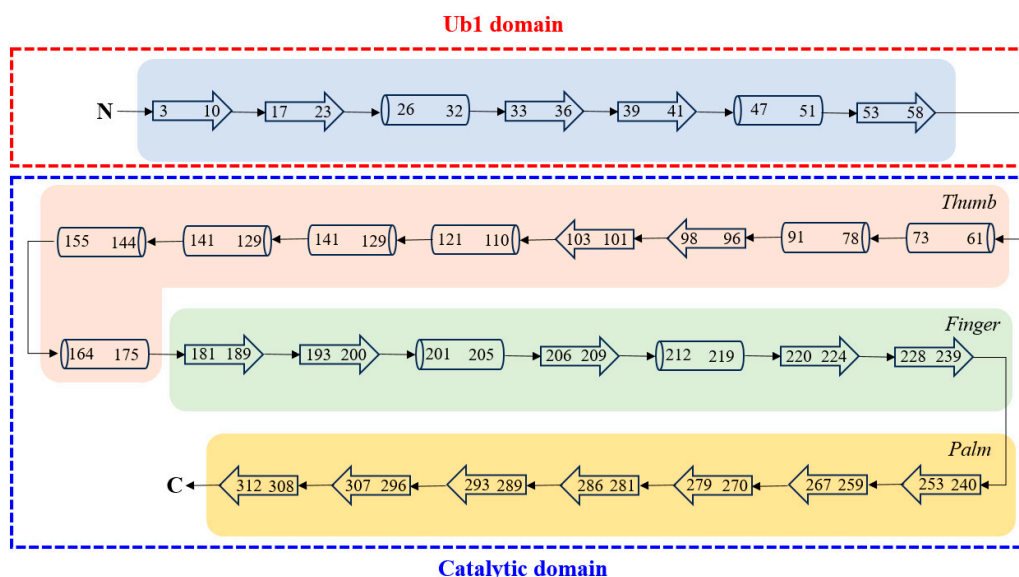 Ub1 domain
N 3 10 17 23 26 32 33 36 39 41 47 51 53 58
Thumb
155 144 141 129 141 129 121 110 103 101 98 96 91 78 73 61
Finger
164 175 181 189 193 200 201 205 206 209 212 219 220 224 228 239
Palm
C 312 308 307 296 293 289 286 281 279 270 267 259 253 240
Catalytic domain